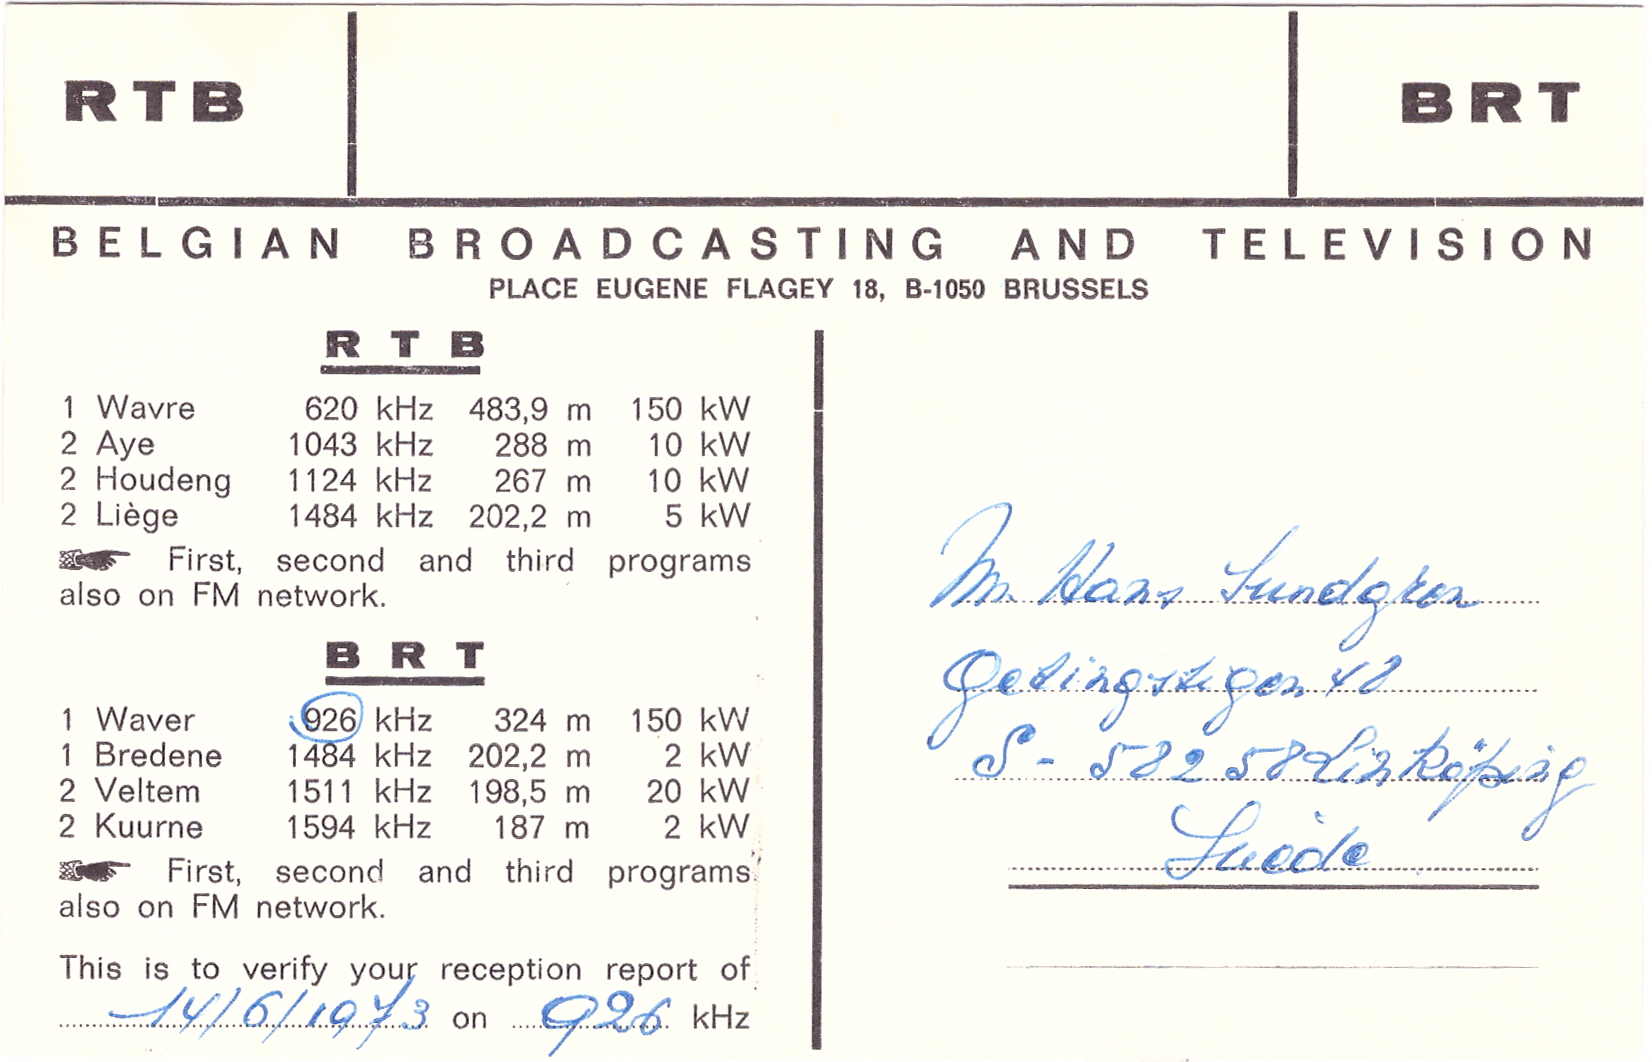 RTB BRT
BELGIAN BROADCASTING AND TELEVISION
PLACE EUGENE FLAGEY 18, B-1050 BRUSSELS
RTB
1 Wavre 620 kHz 483,9 m 150 kW
2 Aye 1043 kHz 288 m 10 kW
2 Houdeng 1124 kHz 267 m 10 kW
2 Liège 1484 kHz 202,2 m 5 kW
First, second and third programs
also on FM network.
BRT
1 Waver 926 kHz 324 m 150 kW
1 Bredene 1484 kHz 202,2 m 2 kW
2 Veltem 1511 kHz 198,5 m 20 kW
2 Kuurne 1594 kHz 187 m 2 kW
First, second and third programs
also on FM network.
This is to verify your reception report of
14/6/1973 on 926 kHz
Mr. Hans Sundgren
Getingstigen 48
S-582 58 Linköping
Suède